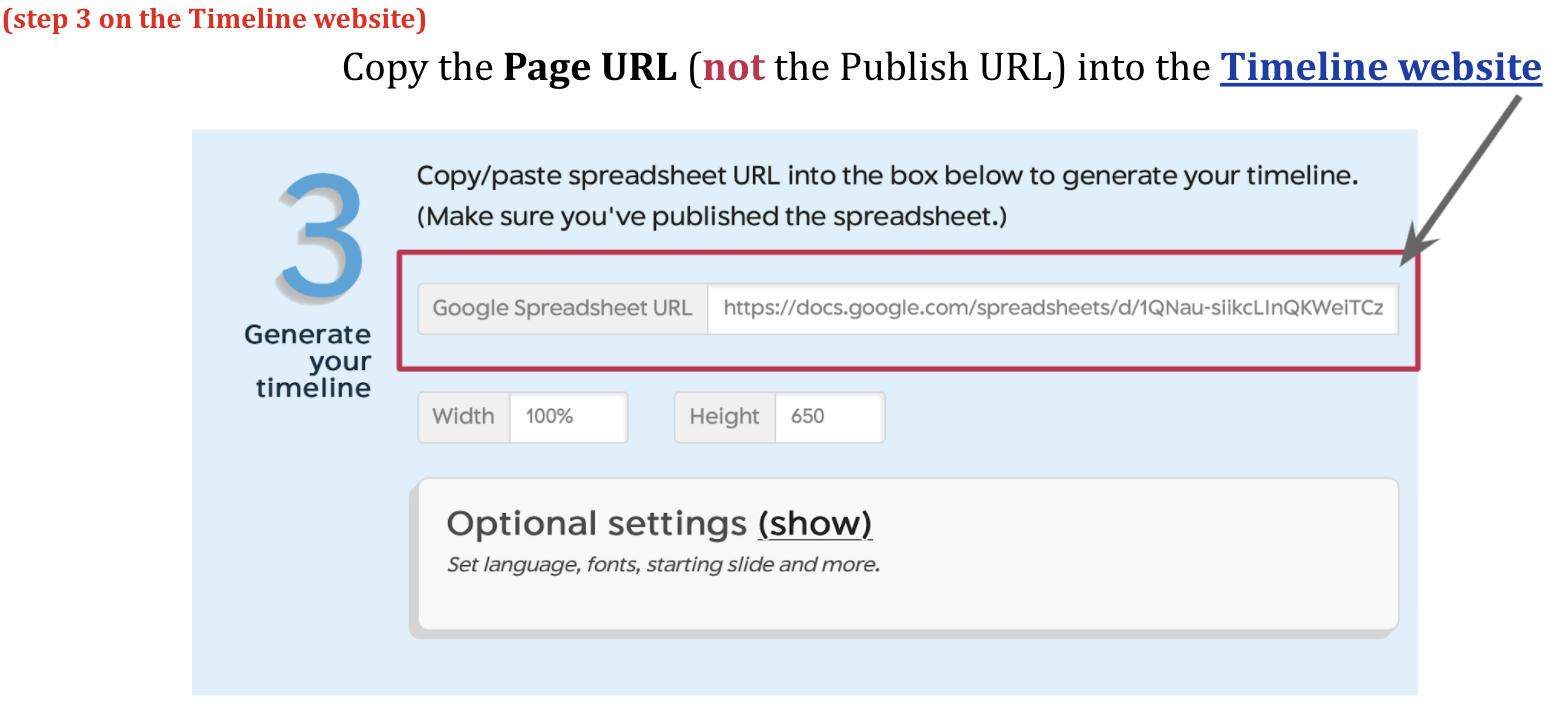 (step 3 on the Timeline website)
Copy the Page URL (not the Publish URL) into the Timeline website
3
Generate
your
timeline
Copy/paste spreadsheet URL into the box below to generate your timeline.
(Make sure you've published the spreadsheet.)
Google Spreadsheet URL https://docs.google.com/spreadsheets/d/1QNau-siikcLInQKWeiTCz
Width 100% Height 650
Optional settings (show)
Set language, fonts, starting slide and more.